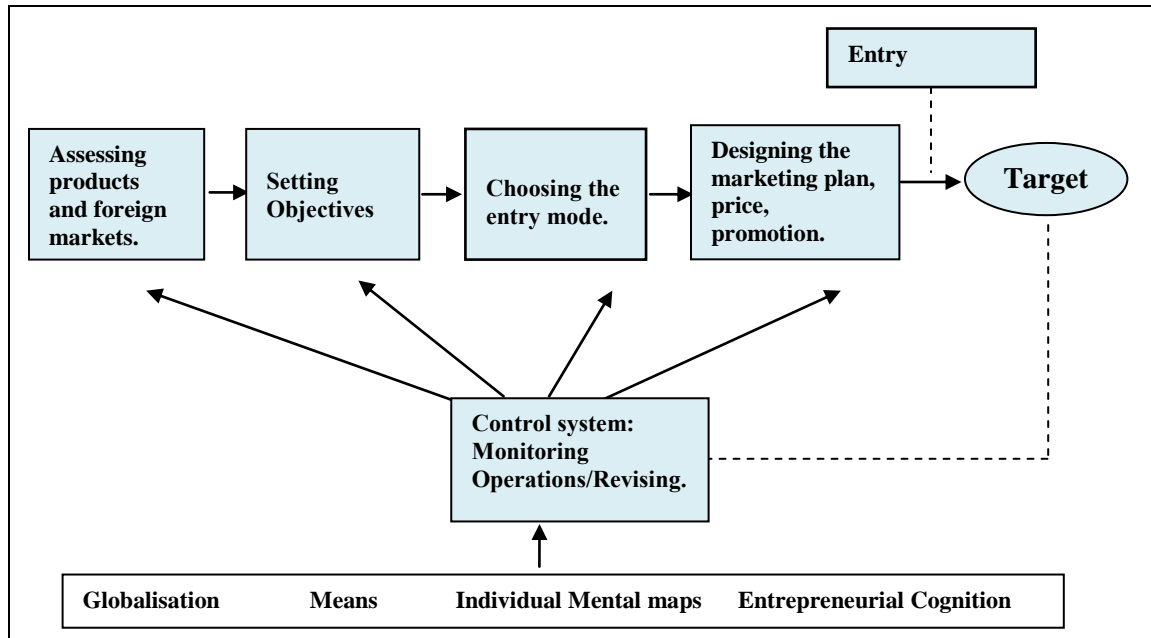 Entry
Assessing
products
and foreign
markets.
Setting
Objectives
Choosing the
entry mode.
Designing the
marketing plan,
price,
promotion.
Target
Control system:
Monitoring
Operations/Revising.
Globalisation Means Individual Mental maps Entrepreneurial Cognition